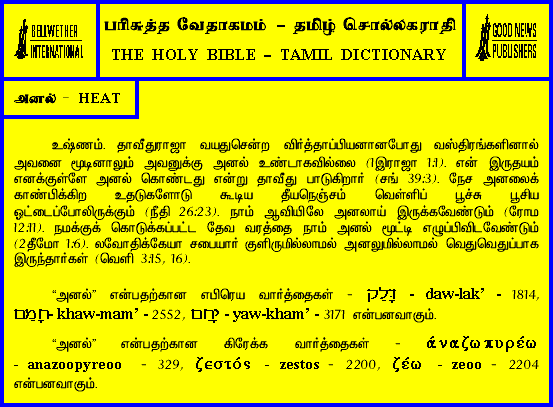 BELLWETHER
INTERNATIONAL
பரிசுத்த வேதாகமம் – தமிழ் சொல்லகராதி
THE HOLY BIBLE – TAMIL DICTIONARY
GOOD NEWS
PUBLISHERS
அனல் – HEAT
உஷ்ணம். தாவீதுராஜா வயதுசென்ற விர்த்தாப்பியனானபோது வஸ்திரங்களினால்
அவனை மூடினாலும் அவனுக்கு அனல் உண்டாகவில்லை (1இராஜா 1:1). என் இருதயம்
எனக்குள்ளே அனல் கொண்டது என்று தாவீது பாடுகிறார் (சங் 39:3). நேச அனலைக்
காண்பிக்கிற உதடுகளோடு கூடிய தீயநெஞ்சம் வெள்ளிப் பூச்சு பூசிய
ஓட்டைப்போலிருக்கும் (நீதி 26:23). நாம் ஆவியிலே அனலாய் இருக்கவேண்டும் (ரோம
12:11). நமக்குக் கொடுக்கப்பட்ட தேவ வரத்தை நாம் அனல் மூட்டி எழுப்பிவிடவேண்டும்
(2தீமோ 1:6). லவோதிக்கேயா சபையார் குளிருமில்லாமல் அனலுமில்லாமல் வெதுவெதுப்பாக
இருந்தார்கள் (வெளி 3:15, 16).
“அனல்” என்பதற்கான எபிரெய வார்த்தைகள் - דָּלַק - daw-lak’ - 1814,
חָמַם - khaw-mam’ - 2552, יָחַם - yaw-kham’ - 3171 என்பனவாகும்.
“அனல்” என்பதற்கான கிரேக்க வார்த்தைகள் - ἀναζωπυρέω
- anazoopyreoo - 329, ζεστός - zestos - 2200, ζέω - zeoo - 2204
என்பனவாகும்.